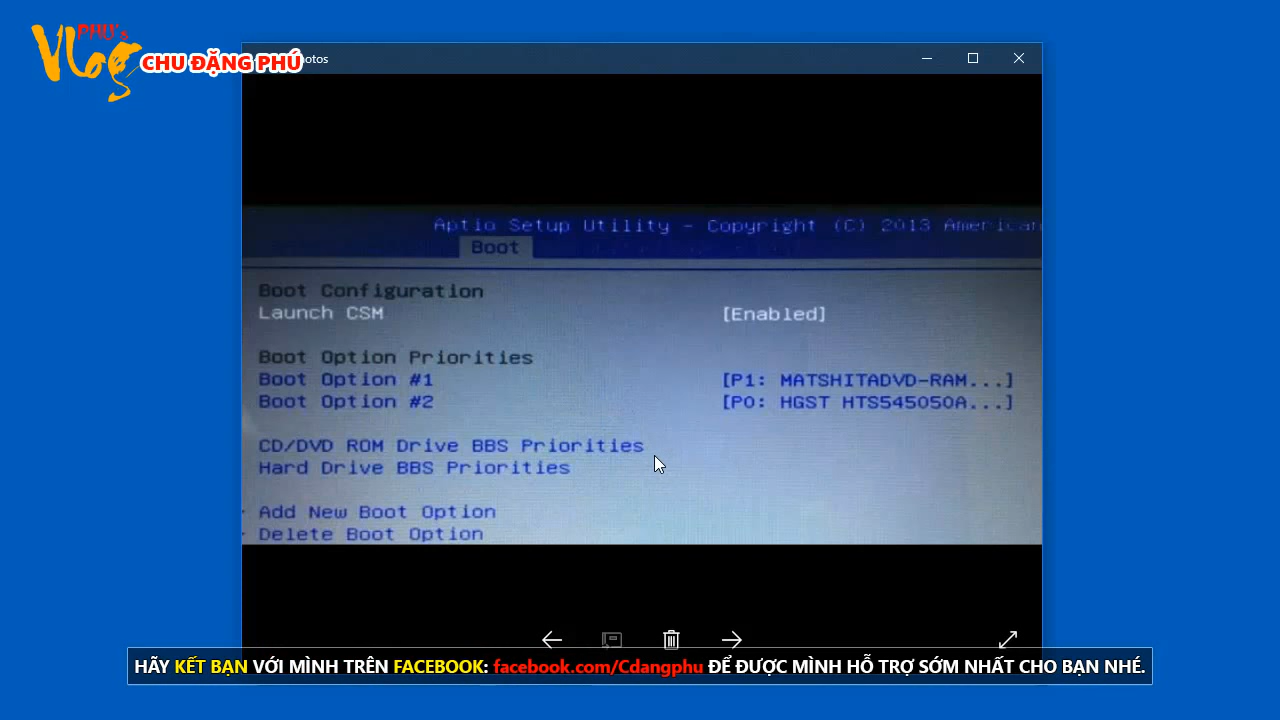 PHU's
Vlog
CHU ĐẶNG PHÚ
otos
Aptio Setup Utility - Copyright (C) 2013 American
Boot
Boot Configuration
Launch CSM [Enabled]
Boot Option Priorities
Boot Option #1 [P1: MATSHITADVD-RAM...]
Boot Option #2 [P0: HGST HTS545050A...]
CD/DVD ROM Drive BBS Priorities
Hard Drive BBS Priorities
Add New Boot Option
Delete Boot Option
HÃY KẾT BẠN VỚI MÌNH TRÊN FACEBOOK: facebook.com/Cdangphu ĐỂ ĐƯỢC MÌNH HỖ TRỢ SỚM NHẤT CHO BẠN NHÉ.